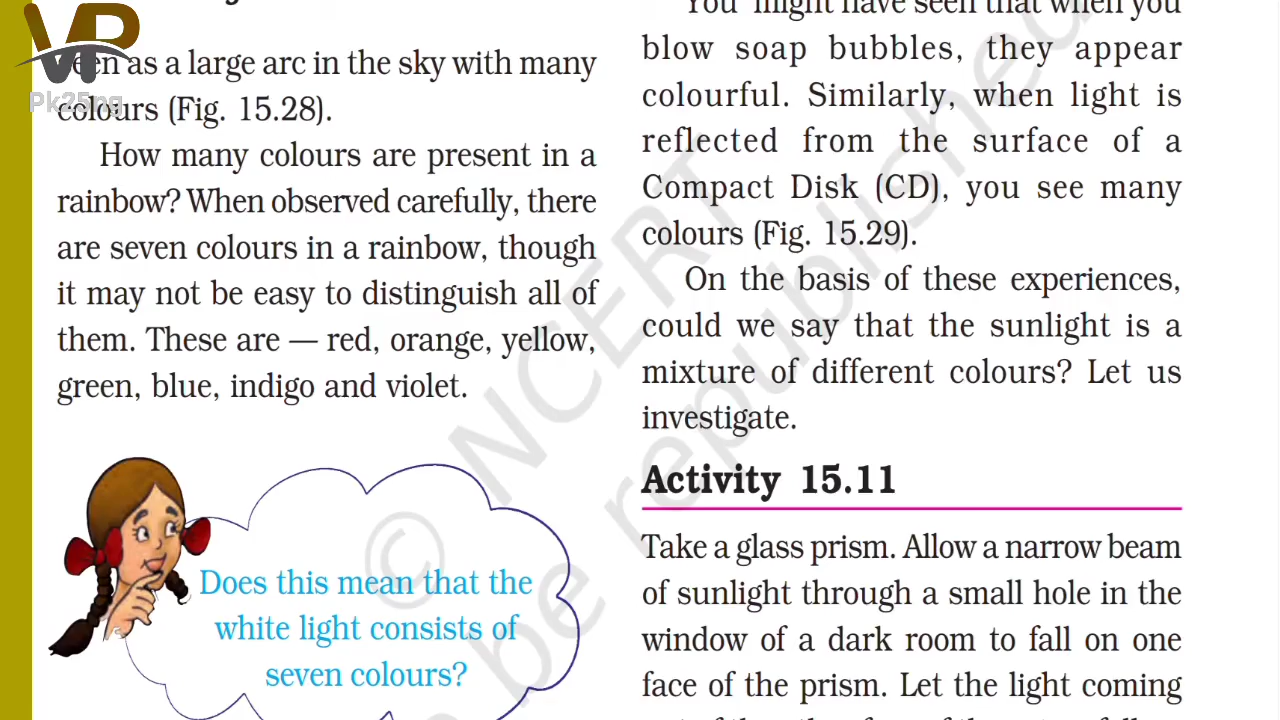 VP
Pk25ng
seen as a large arc in the sky with many
colours (Fig. 15.28).
How many colours are present in a
rainbow? When observed carefully, there
are seven colours in a rainbow, though
it may not be easy to distinguish all of
them. These are — red, orange, yellow,
green, blue, indigo and violet.
Does this mean that the
white light consists of
seven colours?
You might have seen that when you
blow soap bubbles, they appear
colourful. Similarly, when light is
reflected from the surface of a
Compact Disk (CD), you see many
colours (Fig. 15.29).
On the basis of these experiences,
could we say that the sunlight is a
mixture of different colours? Let us
investigate.
Activity 15.11
Take a glass prism. Allow a narrow beam
of sunlight through a small hole in the
window of a dark room to fall on one
face of the prism. Let the light coming
© NCERT
be republished